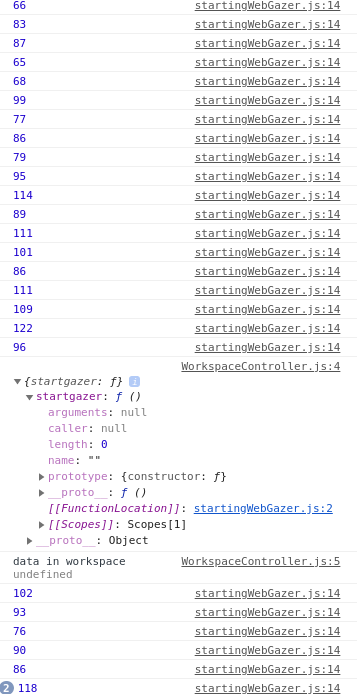 66 startingWebGazer.js:14
83 startingWebGazer.js:14
87 startingWebGazer.js:14
65 startingWebGazer.js:14
68 startingWebGazer.js:14
99 startingWebGazer.js:14
77 startingWebGazer.js:14
86 startingWebGazer.js:14
79 startingWebGazer.js:14
95 startingWebGazer.js:14
114 startingWebGazer.js:14
89 startingWebGazer.js:14
111 startingWebGazer.js:14
101 startingWebGazer.js:14
86 startingWebGazer.js:14
111 startingWebGazer.js:14
109 startingWebGazer.js:14
122 startingWebGazer.js:14
96 startingWebGazer.js:14
WorkspaceController.js:4
{startgazer: ƒ} i
startgazer: ƒ ()
arguments: null
caller: null
length: 0
name: ""
prototype: {constructor: ƒ}
__proto__: ƒ ()
[[FunctionLocation]]: startingWebGazer.js:2
[[Scopes]]: Scopes[1]
__proto__: Object
data in workspace WorkspaceController.js:5
undefined
102 startingWebGazer.js:14
93 startingWebGazer.js:14
76 startingWebGazer.js:14
90 startingWebGazer.js:14
86 startingWebGazer.js:14
2 118 startingWebGazer.js:14